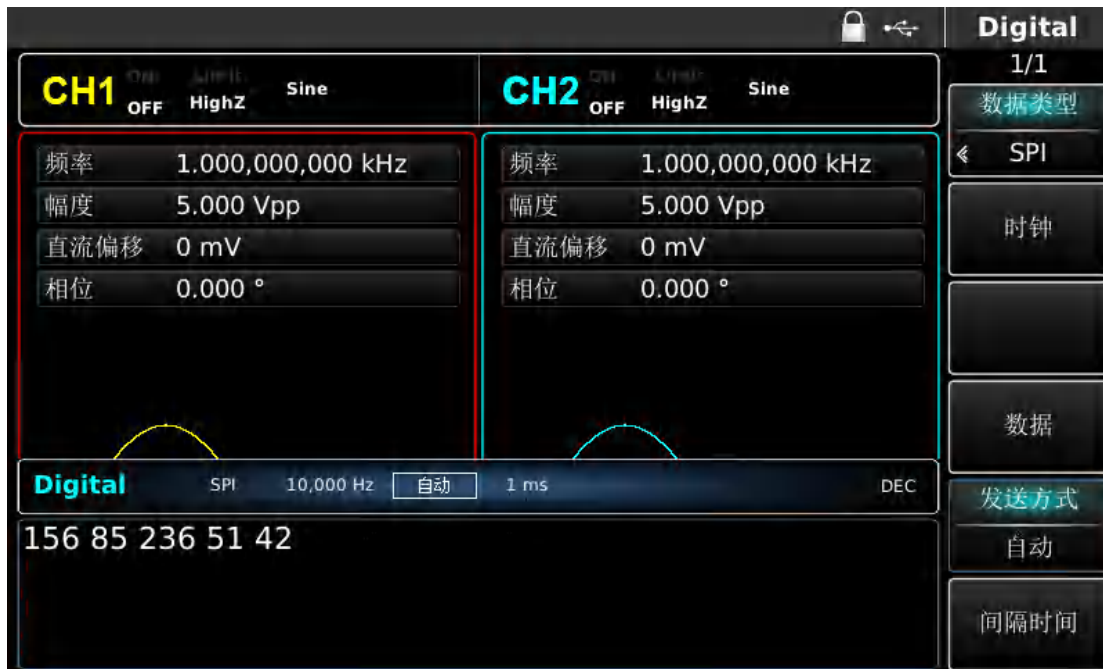 Digital
1/1
CH1 OFF HighZ Sine
CH2 OFF HighZ Sine
数据类型
SPI
频率 1.000,000,000 kHz
幅度 5.000 Vpp
直流偏移 0 mV
相位 0.000 °
频率 1.000,000,000 kHz
幅度 5.000 Vpp
直流偏移 0 mV
相位 0.000 °
时钟
数据
Digital SPI 10,000 Hz 自动 1 ms DEC
156 85 236 51 42
发送方式
自动
间隔时间